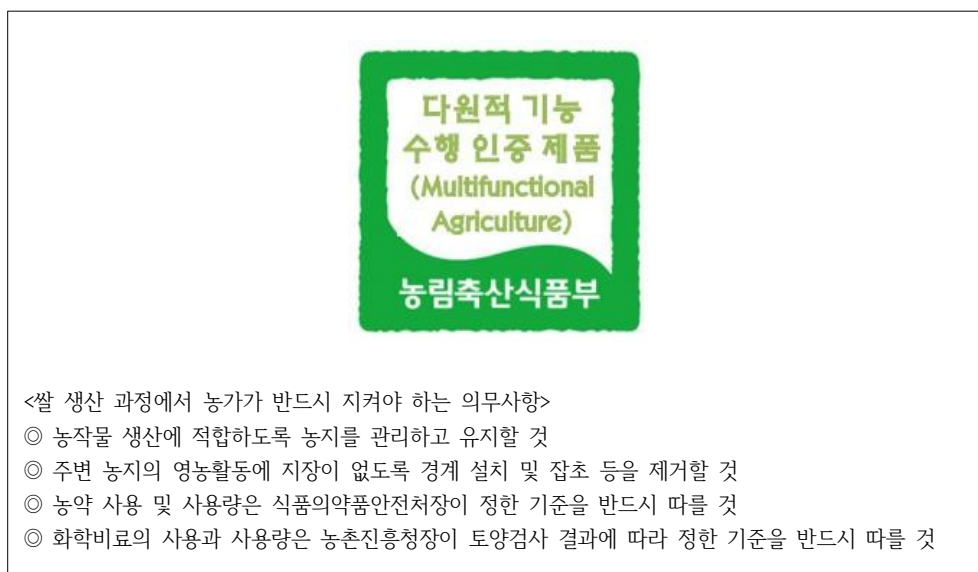 다원적 기능
수행 인증 제품
(Multifunctional
Agriculture)
농림축산식품부
<쌀 생산 과정에서 농가가 반드시 지켜야 하는 의무사항>
◎ 농작물 생산에 적합하도록 농지를 관리하고 유지할 것
◎ 주변 농지의 영농활동에 지장이 없도록 경계 설치 및 잡초 등을 제거할 것
◎ 농약 사용 및 사용량은 식품의약품안전처장이 정한 기준을 반드시 따를 것
◎ 화학비료의 사용과 사용량은 농촌진흥청장이 토양검사 결과에 따라 정한 기준을 반드시 따를 것